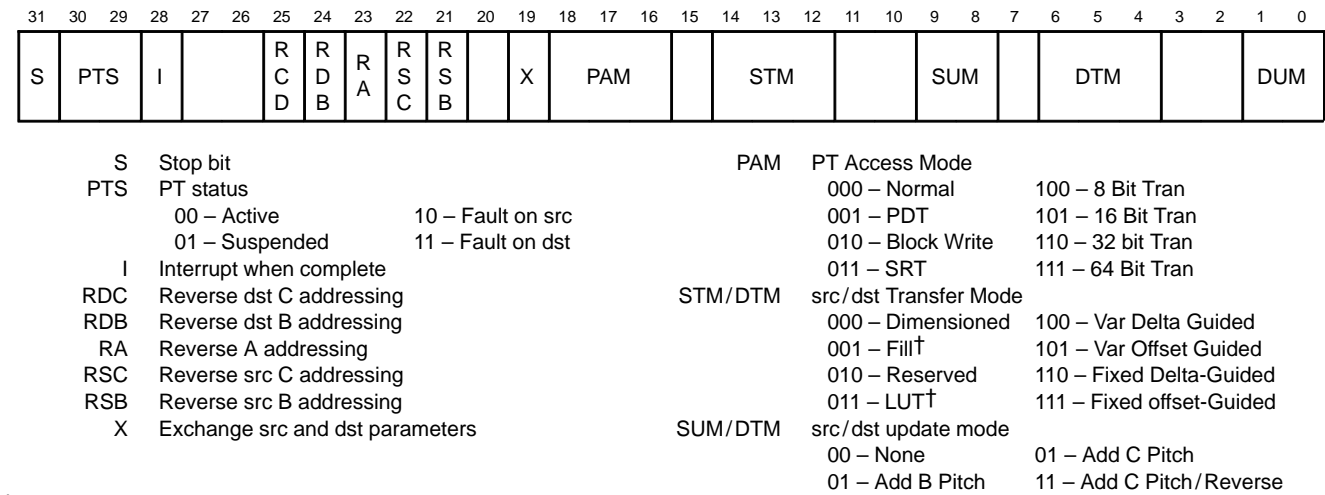 31 30 29 28 27 26 25 24 23 22 21 20 19 18 17 16 15 14 13 12 11 10 9 8 7 6 5 4 3 2 1 0
S PTS I RCD RDB RA RSC RSB X PAM STM SUM DTM DUM
S Stop bit
PTS PT status
00 – Active 10 – Fault on src
01 – Suspended 11 – Fault on dst
I Interrupt when complete
RDC Reverse dst C addressing
RDB Reverse dst B addressing
RA Reverse A addressing
RSC Reverse src C addressing
RSB Reverse src B addressing
X Exchange src and dst parameters
PAM PT Access Mode
000 – Normal 100 – 8 Bit Tran
001 – PDT 101 – 16 Bit Tran
010 – Block Write 110 – 32 bit Tran
011 – SRT 111 – 64 Bit Tran
STM/DTM src/dst Transfer Mode
000 – Dimensioned 100 – Var Delta Guided
001 – Fill† 101 – Var Offset Guided
010 – Reserved 110 – Fixed Delta-Guided
011 – LUT† 111 – Fixed offset-Guided
SUM/DTM src/dst update mode
00 – None 01 – Add C Pitch
01 – Add B Pitch 11 – Add C Pitch/Reverse